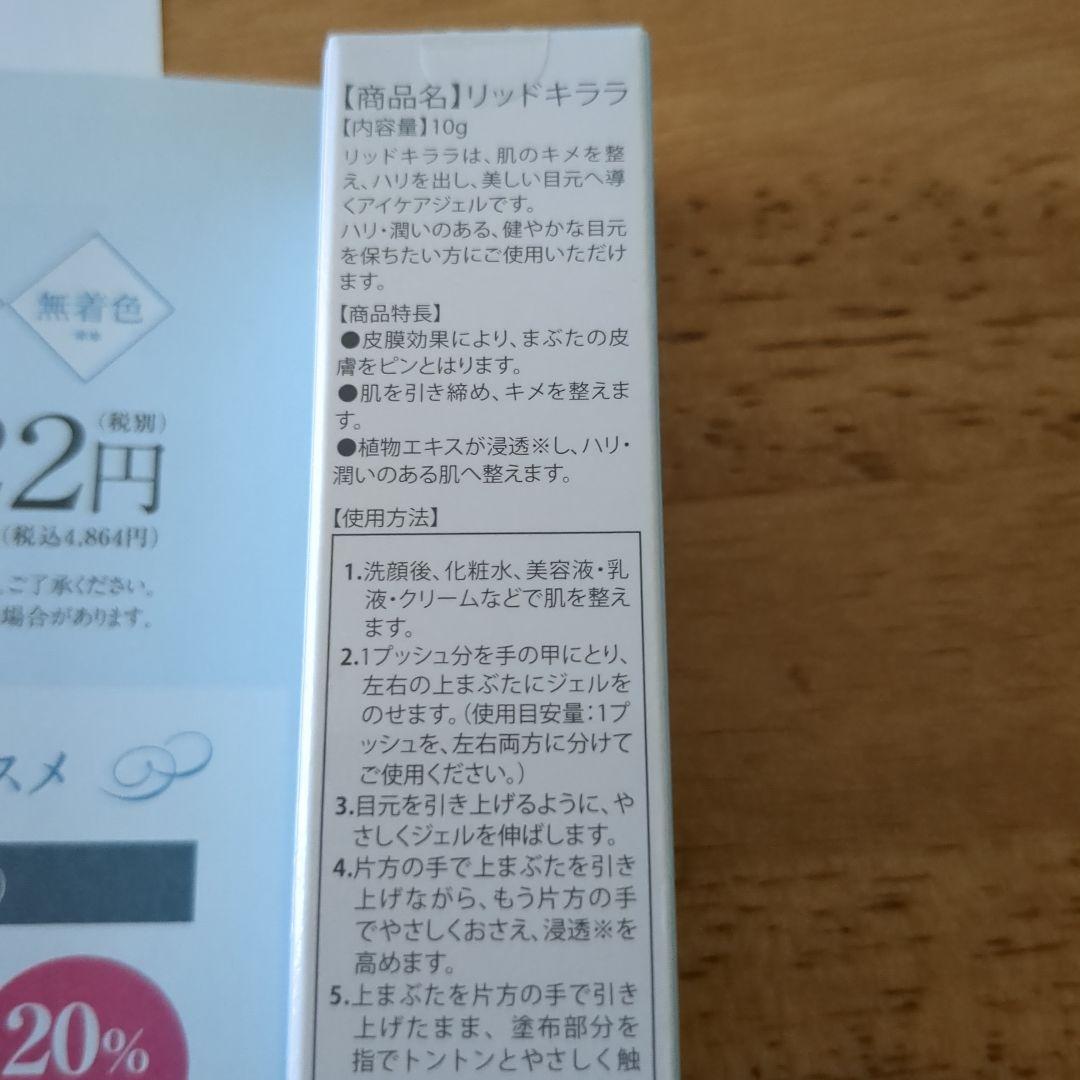 【商品名】リッドキララ
【内容量】10g
リッドキララは、肌のキメを整
え、ハリを出し、美しい目元へ導
くアイケアジェルです。
ハリ・潤いのある、健やかな目元
を保ちたい方にご使用いただけ
ます。
【商品特長】
●皮膜効果により、まぶたの皮
膚をピンとはります。
●肌を引き締め、キメを整えま
す。
●植物エキスが浸透※し、ハリ・
潤いのある肌へ整えます。
【使用方法】
1.洗顔後、化粧水、美容液・乳
液・クリームなどで肌を整え
ます。
2.1プッシュ分を手の甲にとり、
左右の上まぶたにジェルを
のせます。（使用目安量：1プ
ッシュを、左右両方に分けて
ご使用ください。）
3.目元を引き上げるように、や
さしくジェルを伸ばします。
4.片方の手で上まぶたを引き
上げながら、もう片方の手
でやさしくおさえ、浸透※を
高めます。
5.上まぶたを片方の手で引き
上げたまま、塗布部分を
指でトントンとやさしく触
無着色
（税別）
22円
（税込4,864円）
ご了承ください。
場合があります。
スメ
20%